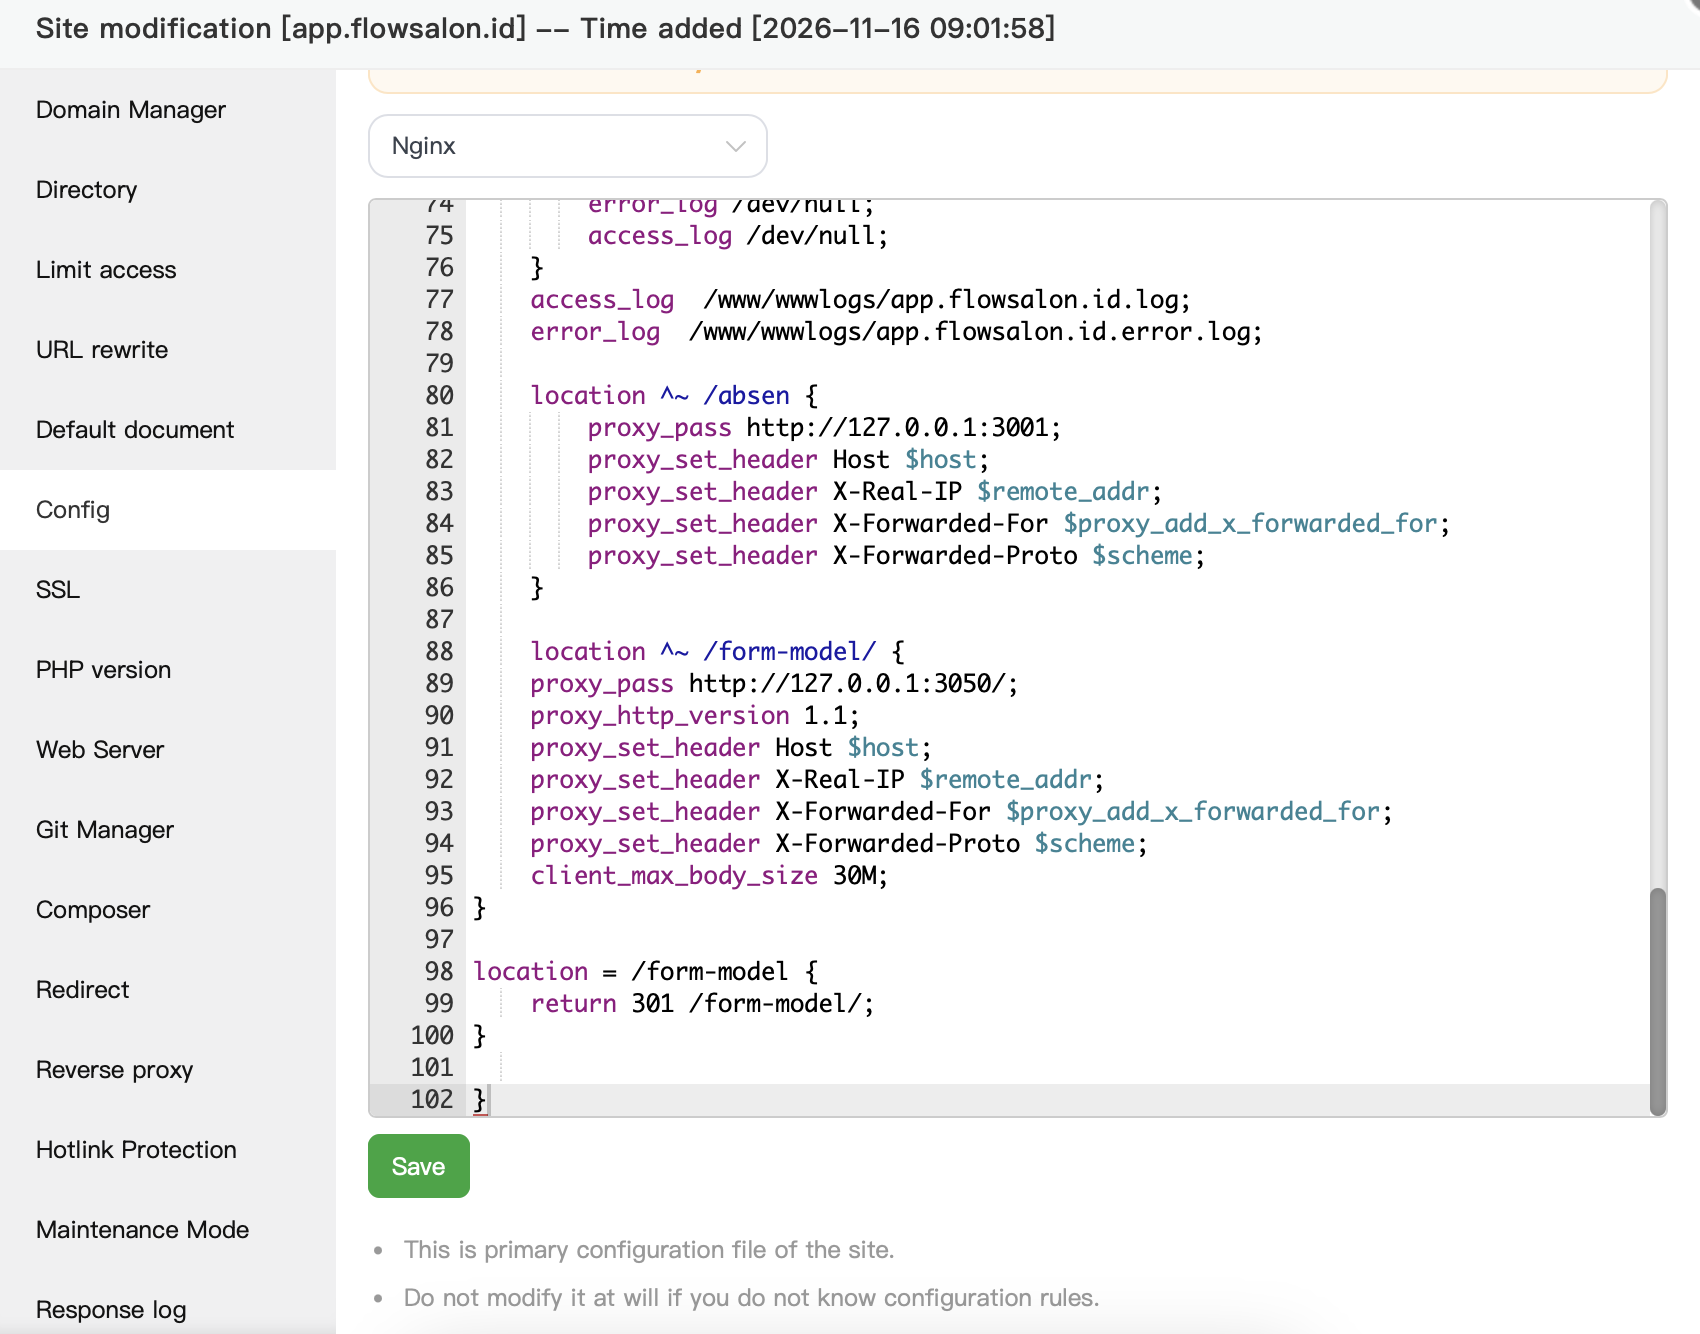 Site modification [app.flowsalon.id] -- Time added [2026-11-16 09:01:58]
Domain Manager
Directory
Limit access
URL rewrite
Default document
Config
SSL
PHP version
Web Server
Git Manager
Composer
Redirect
Reverse proxy
Hotlink Protection
Maintenance Mode
Response log
Nginx
74 error_log /dev/null;
75 access_log /dev/null;
76 }
77 access_log  /www/wwwlogs/app.flowsalon.id.log;
78 error_log  /www/wwwlogs/app.flowsalon.id.error.log;
79
80 location ^~ /absen {
81 proxy_pass http://127.0.0.1:3001;
82 proxy_set_header Host $host;
83 proxy_set_header X-Real-IP $remote_addr;
84 proxy_set_header X-Forwarded-For $proxy_add_x_forwarded_for;
85 proxy_set_header X-Forwarded-Proto $scheme;
86 }
87
88 location ^~ /form-model/ {
89 proxy_pass http://127.0.0.1:3050/;
90 proxy_http_version 1.1;
91 proxy_set_header Host $host;
92 proxy_set_header X-Real-IP $remote_addr;
93 proxy_set_header X-Forwarded-For $proxy_add_x_forwarded_for;
94 proxy_set_header X-Forwarded-Proto $scheme;
95 client_max_body_size 30M;
96 }
97
98 location = /form-model {
99 return 301 /form-model/;
100 }
101
102 }
Save
• This is primary configuration file of the site.
• Do not modify it at will if you do not know configuration rules.